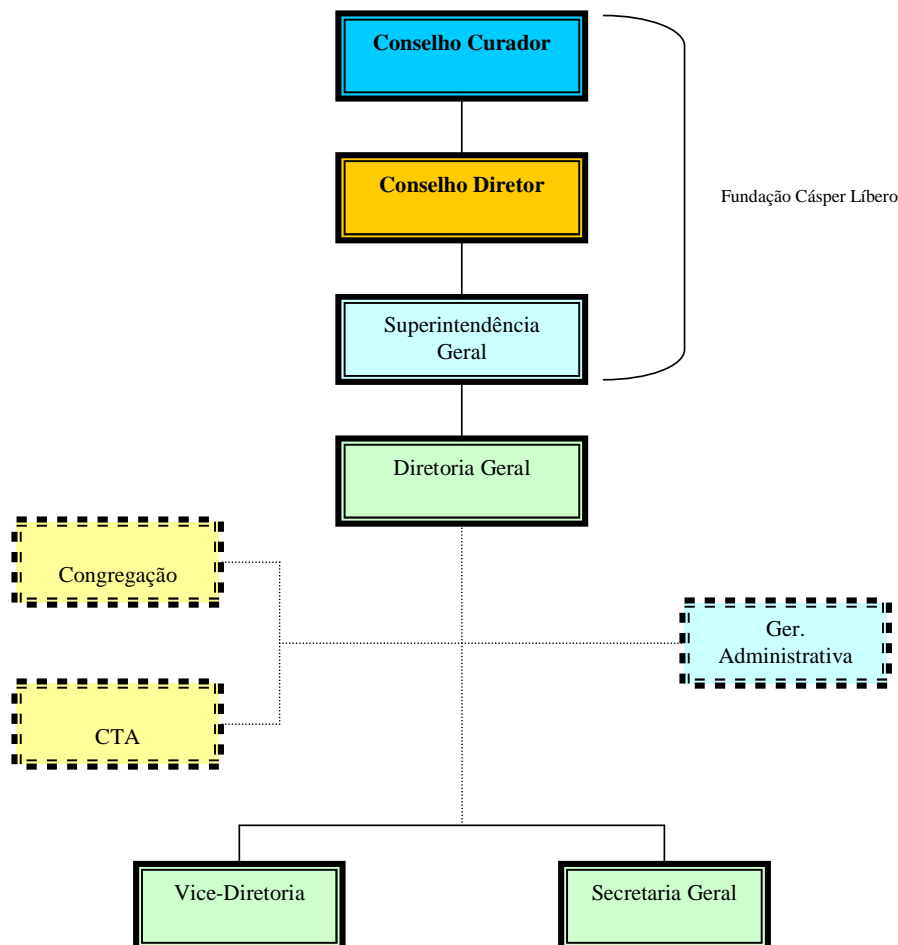 Conselho Curador
Conselho Diretor
Fundação Cásper Líbero
Superintendência
Geral
Diretoria Geral
Congregação
Ger.
Administrativa
CTA
Vice-Diretoria
Secretaria Geral